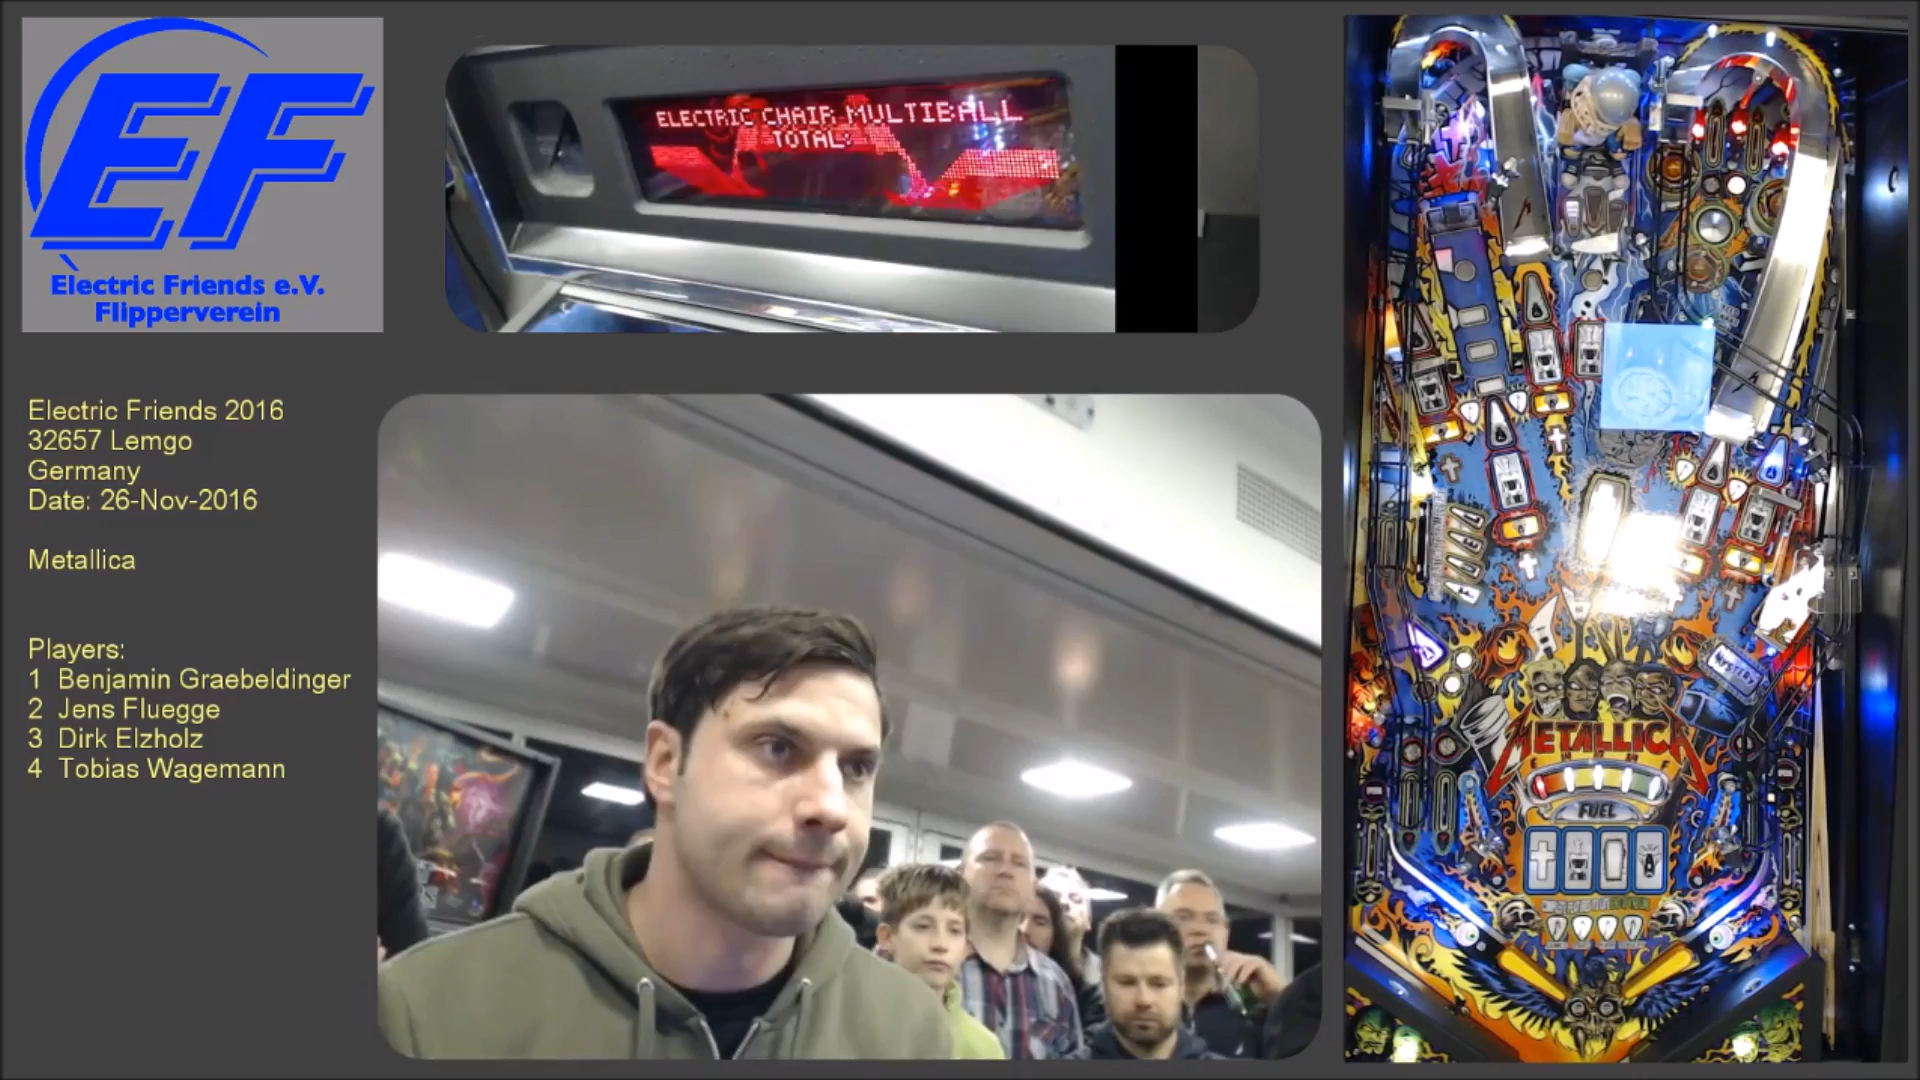 EF
Electric Friends e.V.
Flipperverein
ELECTRIC CHAIR MULTIBALL
TOTAL:
Electric Friends 2016
32657 Lemgo
Germany
Date: 26-Nov-2016
Metallica
Players:
1 Benjamin Graebeldinger
2 Jens Fluegge
3 Dirk Elzholz
4 Tobias Wagemann
MYSTERY
METALLICA
FUEL